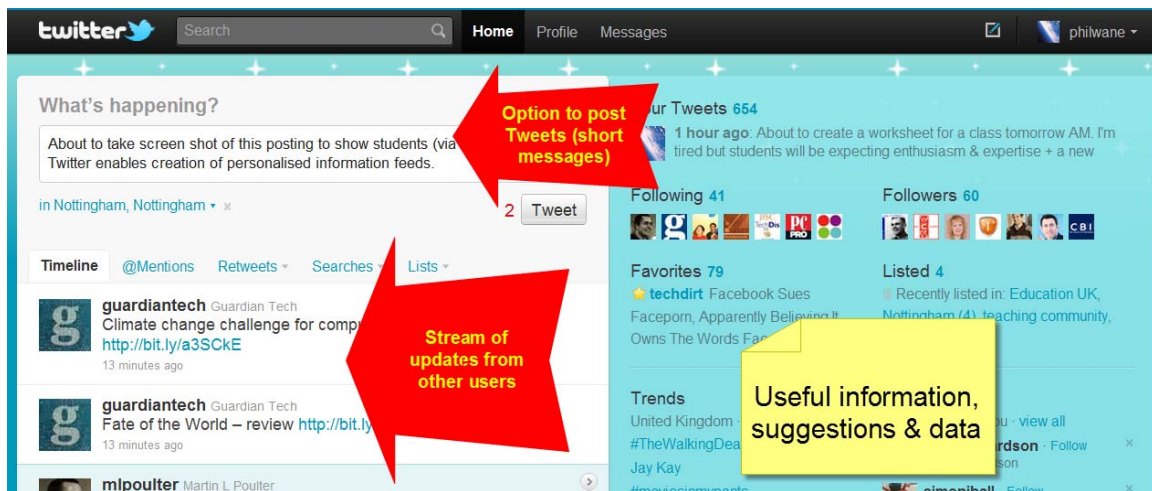 twitter
Search
Home
Profile
Messages
philwane
What's happening?
About to take screen shot of this posting to show students (via
Twitter enables creation of personalised information feeds.
in Nottingham, Nottingham
2
Tweet
Option to post
Tweets (short
messages)
Timeline
@Mentions
Retweets
Searches
Lists
guardiantech Guardian Tech
Climate change challenge for
http://bit.ly/a3SCkE
13 minutes ago
guardiantech Guardian Tech
Fate of the World – review http://bit.ly
13 minutes ago
mlpoulter Martin L Poulter
Stream of
updates from
other users
Tweets 654
1 hour ago: About to create a worksheet for a class tomorrow AM. I'm
tired but students will be expecting enthusiasm & expertise + a new
Following 41
Followers 60
TechDis
PC
PRO
CBI
Favorites 79
techdirt Facebook Sues
Faceporn, Apparently Believing It
Owns The Words
Listed 4
Recently listed in: Education UK,
Nottingham (4), teaching community,
Trends
United Kingdom ·
Jay Kay
#moviesinmypants
· view all
· Follow
Follow
Useful information,
suggestions & data